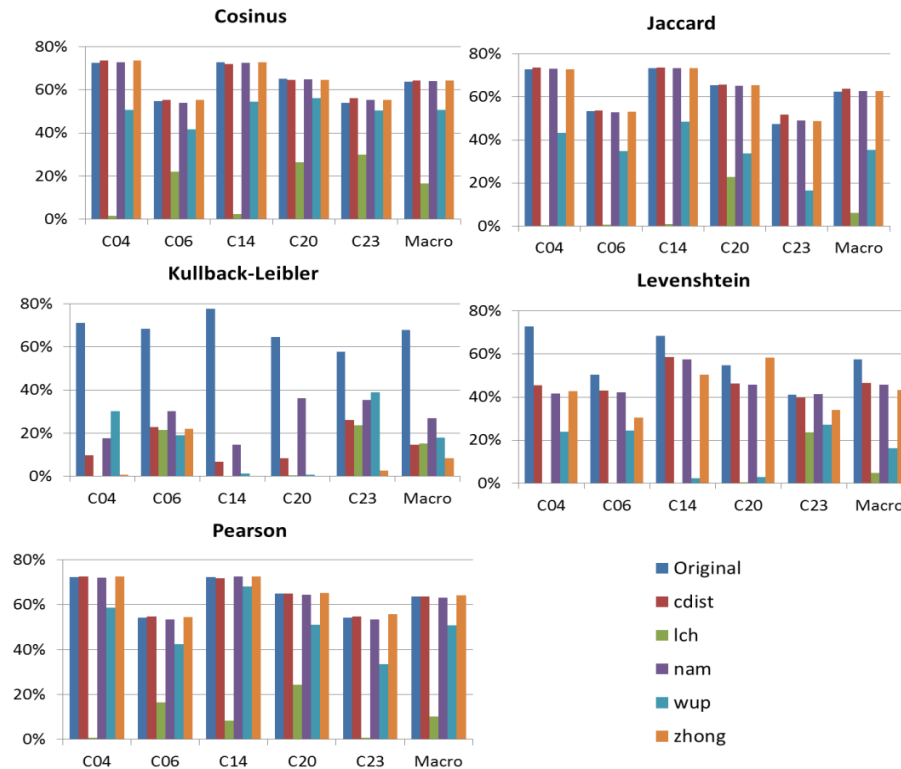 Cosinus
80%
60%
40%
20%
0%
C04 C06 C14 C20 C23 Macro
Jaccard
80%
60%
40%
20%
0%
C04 C06 C14 C20 C23 Macro
Kullback-Leibler
80%
60%
40%
20%
0%
C04 C06 C14 C20 C23 Macro
Levenshtein
80%
60%
40%
20%
0%
C04 C06 C14 C20 C23 Macro
Pearson
80%
60%
40%
20%
0%
C04 C06 C14 C20 C23 Macro
Original
cdist
lch
nam
wup
zhong